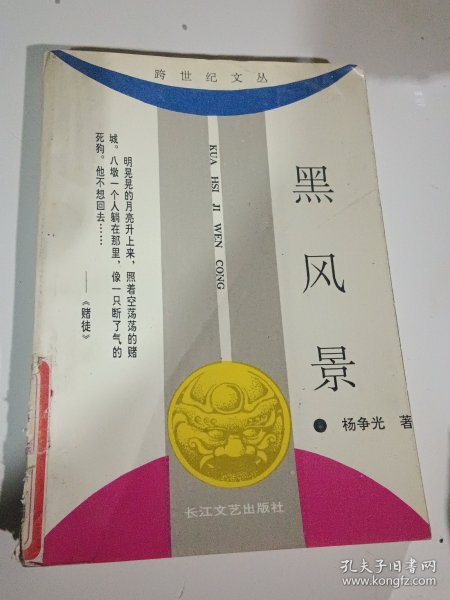 跨世纪文丛
KUA HSI JI WEN CONG
黑风景
杨争光 著
明晃晃的月亮升上来，照着空荡荡的赌
城。八墩一个人躺在那里，像一只断了气的
死狗。他不想回去……
——《赌徒》
长江文艺出版社
孔夫子旧书网
www.kongfz.com